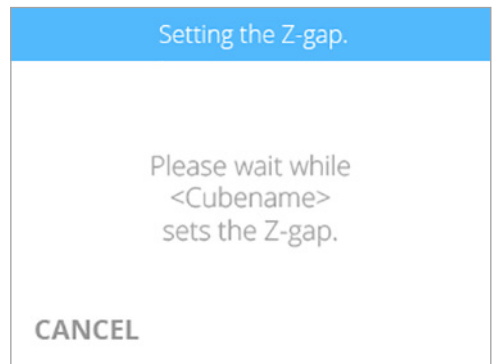 Setting the Z-gap.
Please wait while
<Cubename>
sets the Z-gap.
CANCEL